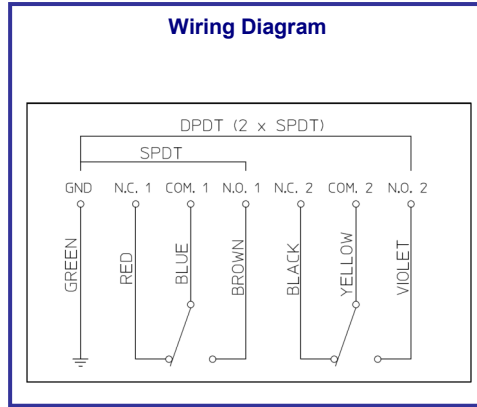 Wiring Diagram
DPDT (2 x SPDT)
SPDT
GND N.C. 1 COM. 1 N.O. 1 N.C. 2 COM. 2 N.O. 2
GREEN RED BLUE BROWN BLACK YELLOW VIOLET